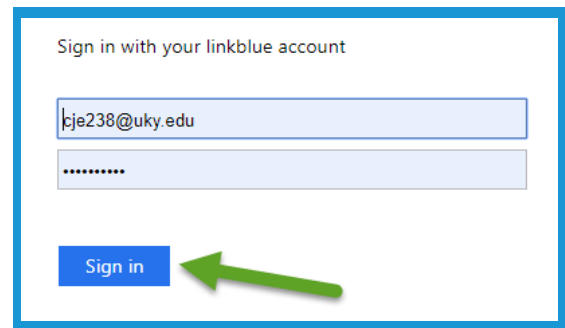 Sign in with your linkblue account
cje238@uky.edu
••••••••••
Sign in